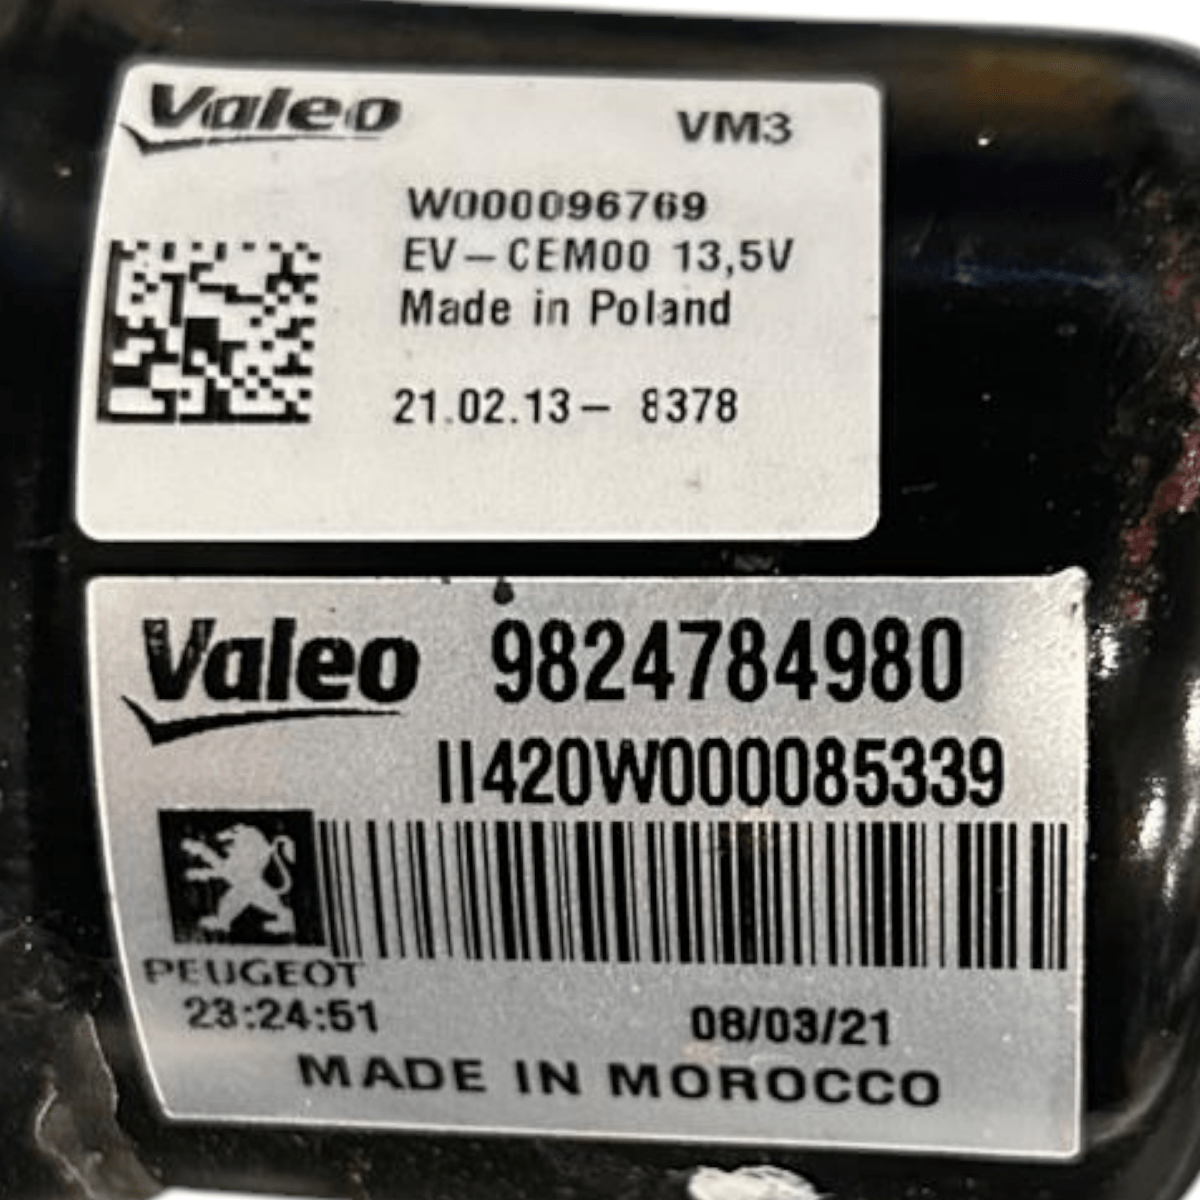 Valeo VM3
W000096769
EV-CEM00 13,5V
Made in Poland
21.02.13- 8378
Valeo 9824784980
II420W000085339
PEUGEOT
23:24:51 08/03/21
MADE IN MOROCCO